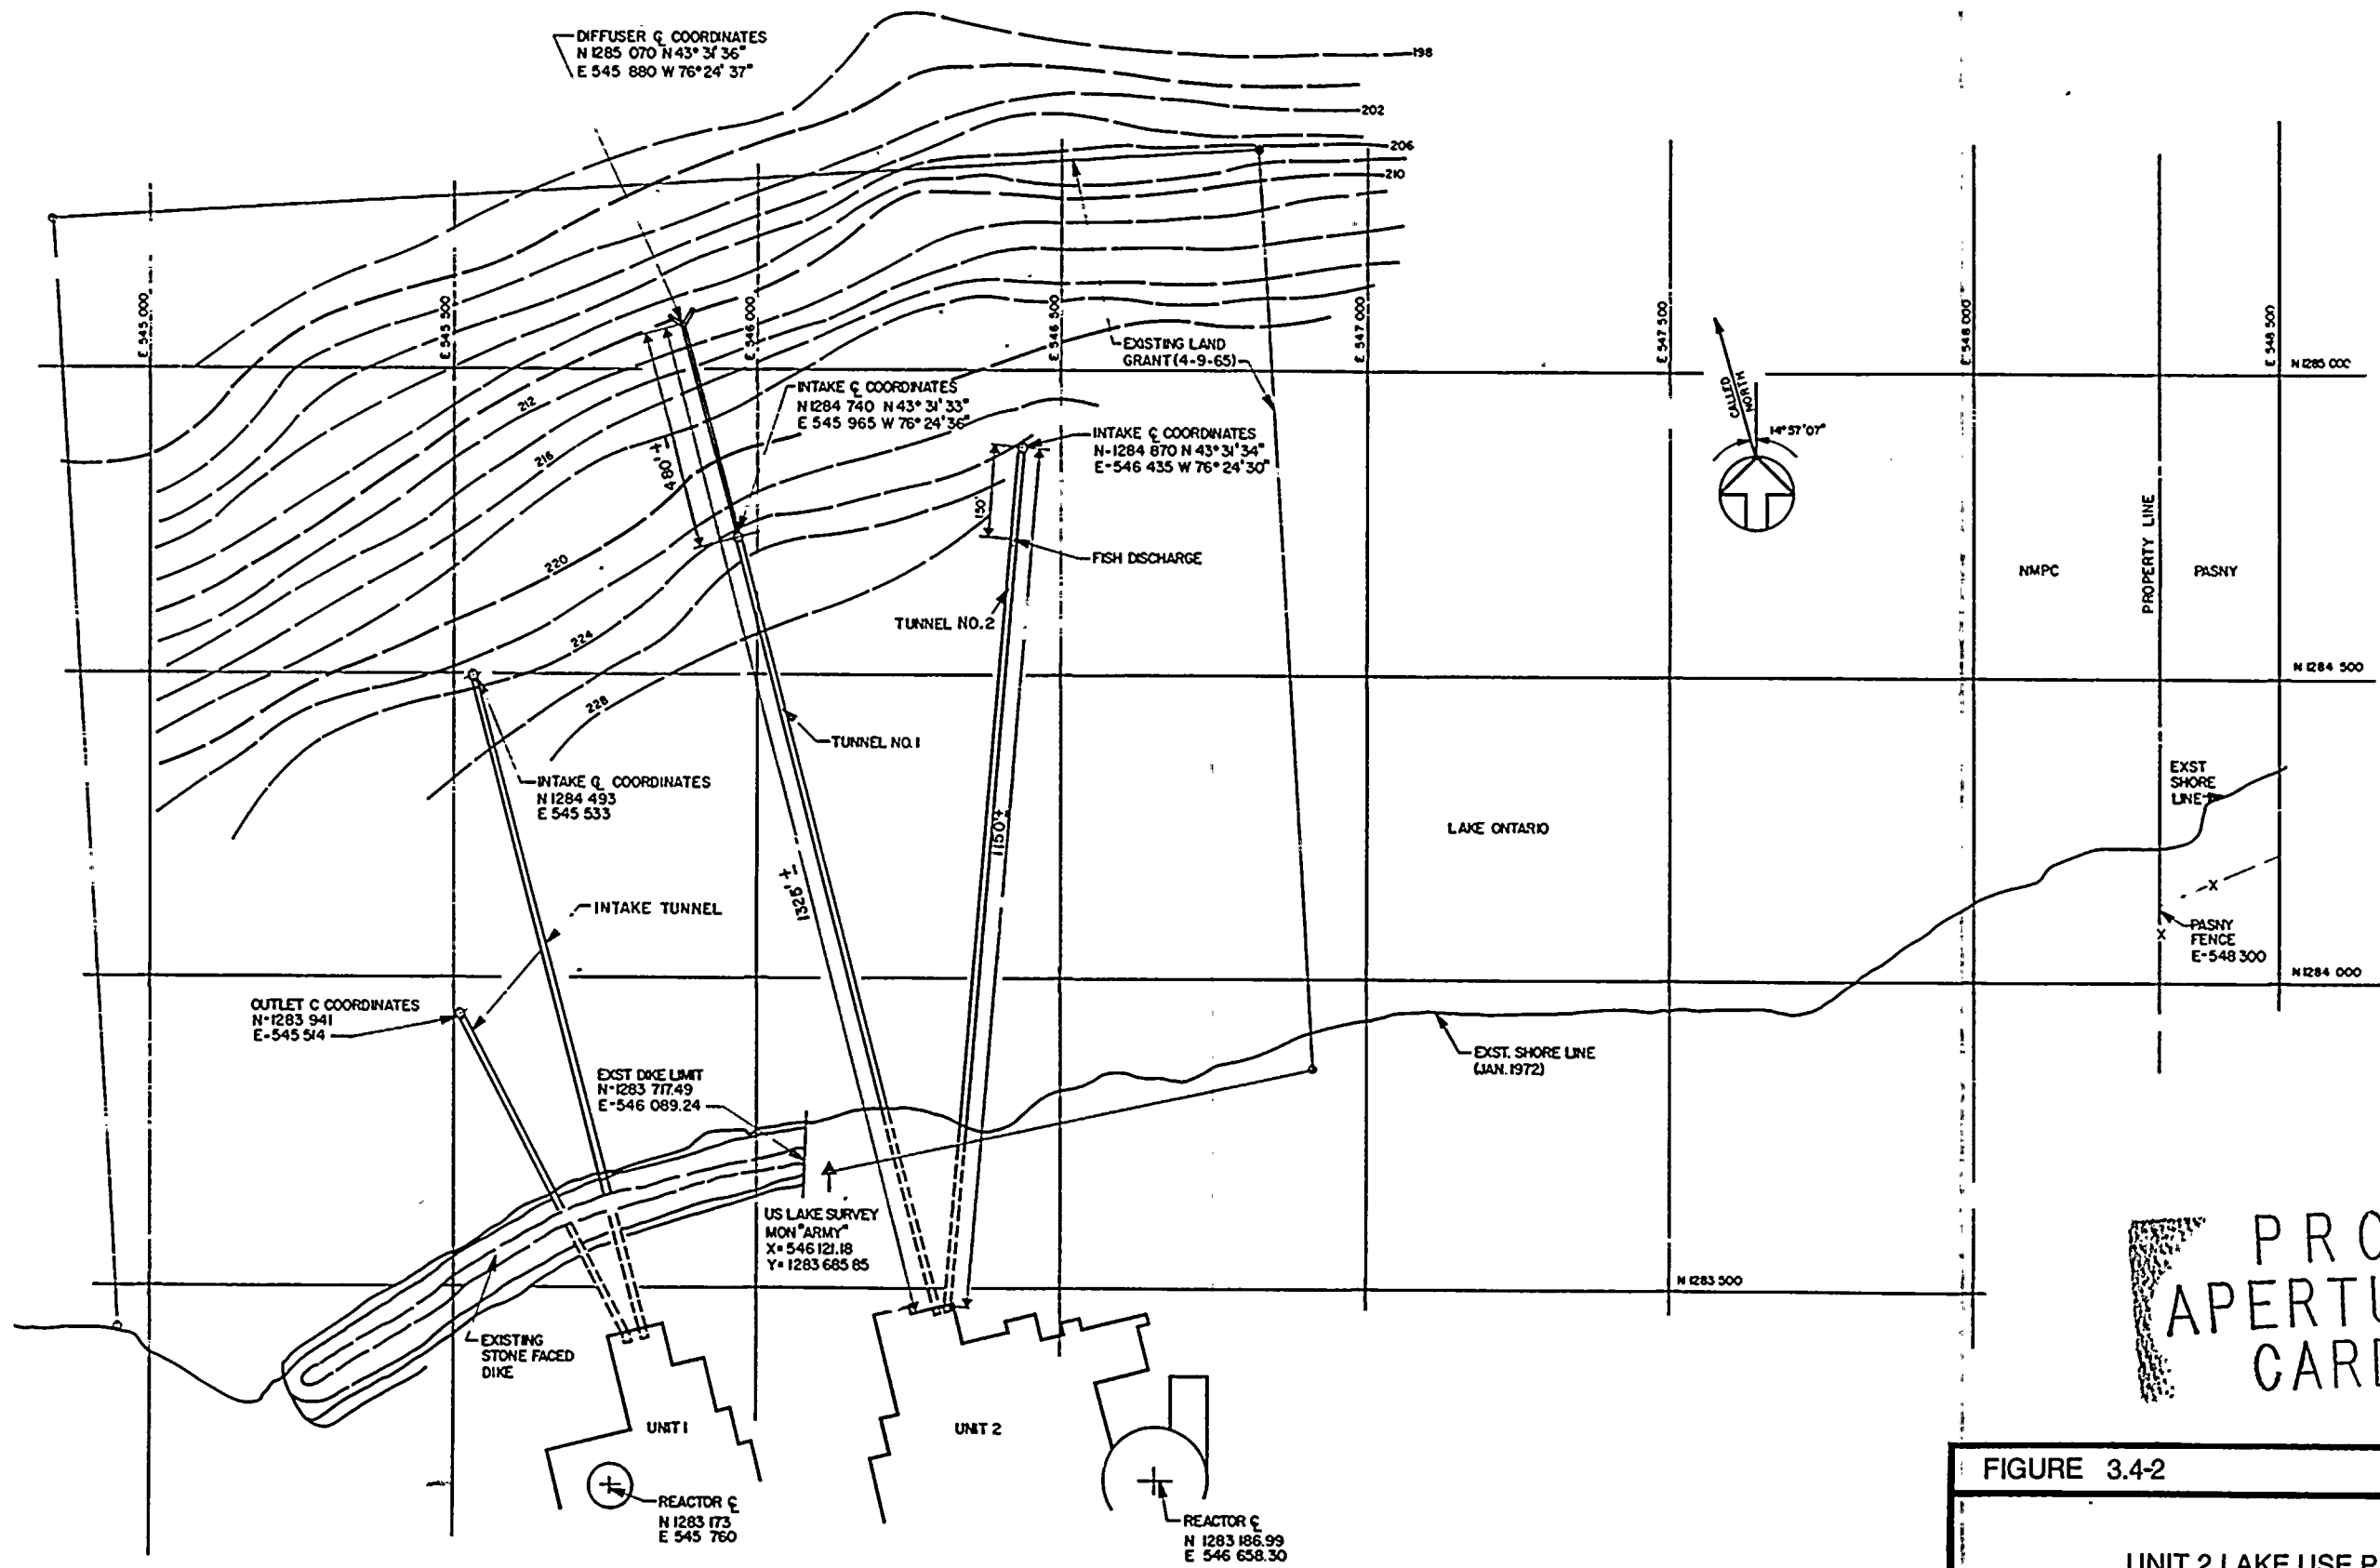 DIFFUSER ℄ COORDINATES
N 1285 070 N 43° 31' 36"
E 545 880 W 76° 24' 37"
198
202
206
210
E 545 000
E 545 500
E 546 000
E 546 500
E 547 000
E 547 500
E 548 000
E 548 500
N 1285 000
EXISTING LAND
GRANT (4-9-65)
CALLED
NORTH
14°57'07"
INTAKE ℄ COORDINATES
N 1284 740 N 43° 31' 33"
E 545 965 W 76° 24' 36"
212
216
480'±
INTAKE ℄ COORDINATES
N-1284 870 N 43° 31' 34"
E-546 435 W 76° 24' 30"
150'
FISH DISCHARGE
220
TUNNEL NO. 2
NMPC
PROPERTY LINE
PASNY
224
N 1284 500
228
TUNNEL NO. 1
INTAKE ℄ COORDINATES
N 1284 493
E 545 533
EXST
SHORE
LINE
1150'±
LAKE ONTARIO
1325'±
INTAKE TUNNEL
X
PASNY
FENCE
E-548 300
X
N 1284 000
OUTLET C COORDINATES
N-1283 941
E-545 514
EXST. SHORE LINE
(JAN. 1972)
EXST DIKE LIMIT
N-1283 717.49
E-546 089.24
US LAKE SURVEY
MON "ARMY"
X= 546 121.18
Y= 1283 685 85
N 1283 500
EXISTING
STONE FACED
DIKE
UNIT 1
UNIT 2
REACTOR ℄
N 1283 173
E 545 760
REACTOR ℄
N 1283 186.99
E 546 658.30
APERTU
CAR
FIGURE 3.4-2
UNIT 2 LAKE USE